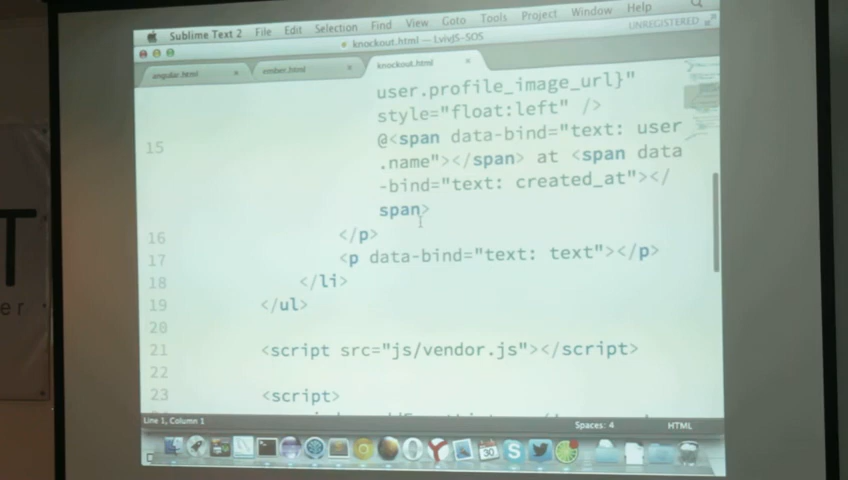 Sublime Text 2 File Edit Selection Find View Goto Tools Project Window Help
UNREGISTERED
knockout.html — LvivJS-SOS
angular.html
ember.html
knockout.html
user.profile_image_url}"
style="float:left" />
15 @<span data-bind="text: user
.name"></span> at <span data
-bind="text: created_at"></
span>
16 </p>
17 <p data-bind="text: text"></p>
18 </li>
19 </ul>
20
21 <script src="js/vendor.js"></script>
22
23 <script>
Line 1, Column 1
Spaces: 4
HTML
T
er
30